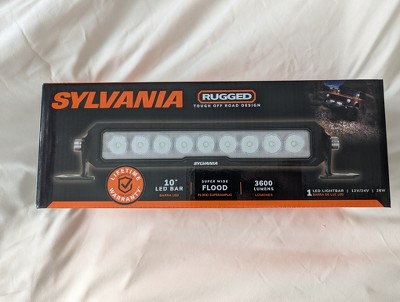 SYLVANIA
RUGGED
TOUGH OFF ROAD DESIGN
SYLVANIA
LIFETIME
WARRANTY
10"
LED BAR
SUPER WIDE
FLOOD
3600
LUMENS
1 LED LIGHTBAR | 12V/24V |